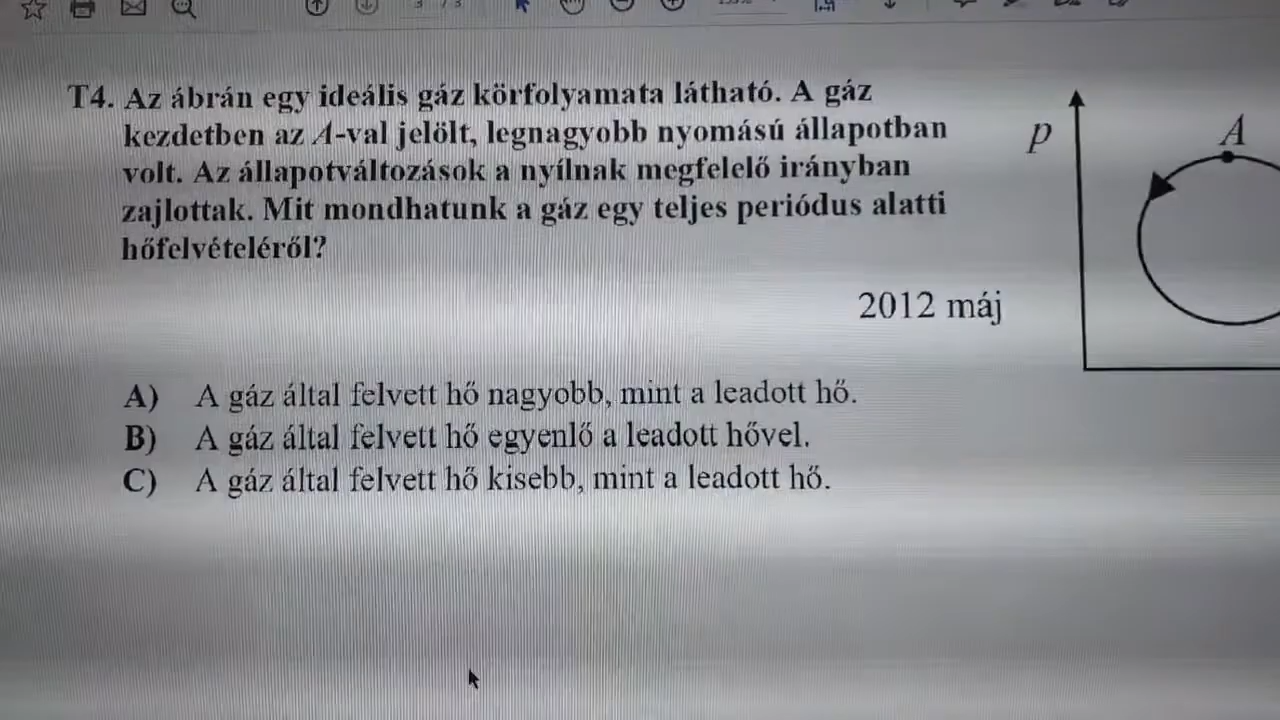 T4. Az ábrán egy ideális gáz körfolyamata látható. A gáz
kezdetben az A-val jelölt, legnagyobb nyomású állapotban
volt. Az állapotváltozások a nyílnak megfelelő irányban
zajlottak. Mit mondhatunk a gáz egy teljes periódus alatti
hőfelvételéről?
p
A
2012 máj
A) A gáz által felvett hő nagyobb, mint a leadott hő.
B) A gáz által felvett hő egyenlő a leadott hővel.
C) A gáz által felvett hő kisebb, mint a leadott hő.